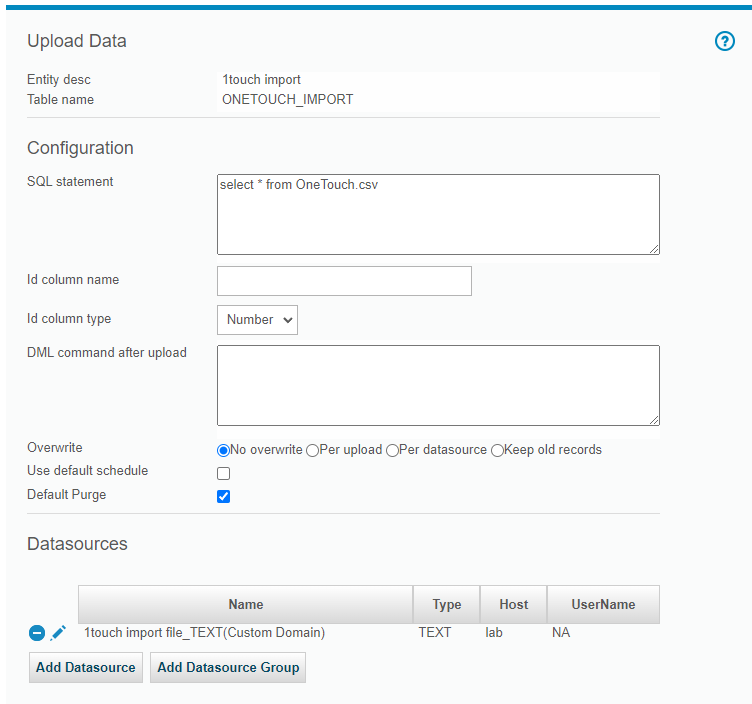 Upload Data
?
Entity desc 1touch import
Table name ONETOUCH_IMPORT
Configuration
SQL statement select * from OneTouch.csv
Id column name
Id column type Number
DML command after upload
Overwrite No overwrite Per upload Per datasource Keep old records
Use default schedule
Default Purge
Datasources
Name Type Host UserName
1touch import file_TEXT(Custom Domain) TEXT lab NA
Add Datasource Add Datasource Group